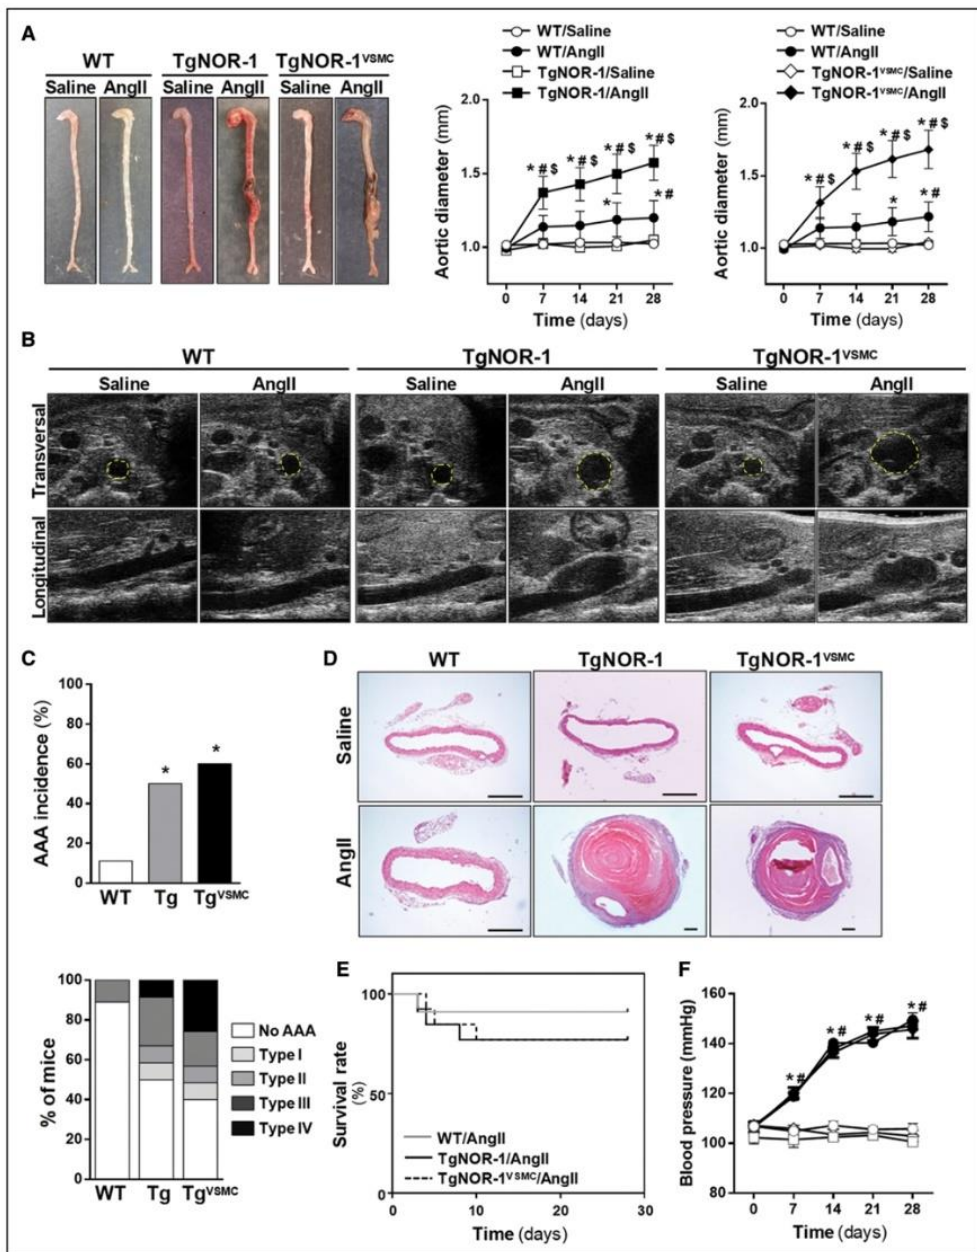 A
WT TgNOR-1 TgNOR-1VSMC
Saline AngII Saline AngII Saline AngII
WT/Saline
WT/AngII
TgNOR-1/Saline
TgNOR-1/AngII
Aortic diameter (mm)
2.0
1.5
1.0
*#$ *#$ *#$ *#$
* *#
0 7 14 21 28
Time (days)
WT/Saline
WT/AngII
TgNOR-1VSMC/Saline
TgNOR-1VSMC/AngII
Aortic diameter (mm)
2.0
1.5
1.0
*#$ *#$ *#$ *#$
* *#
0 7 14 21 28
Time (days)
B
WT TgNOR-1 TgNOR-1VSMC
Saline AngII Saline AngII Saline AngII
Transversal
Longitudinal
C
AAA incidence (%)
100
80
60
40
20
0
* *
WT Tg TgVSMC
% of mice
100
80
60
40
20
0
WT Tg TgVSMC
No AAA
Type I
Type II
Type III
Type IV
D
WT TgNOR-1 TgNOR-1VSMC
Saline
AngII
E
Survival rate
(%)
100
0
WT/AngII
TgNOR-1/AngII
TgNOR-1VSMC/AngII
0 10 20 30
Time (days)
F
Blood pressure (mmHg)
160
140
120
100
80
*# *# *# *#
0 7 14 21 28
Time (days)